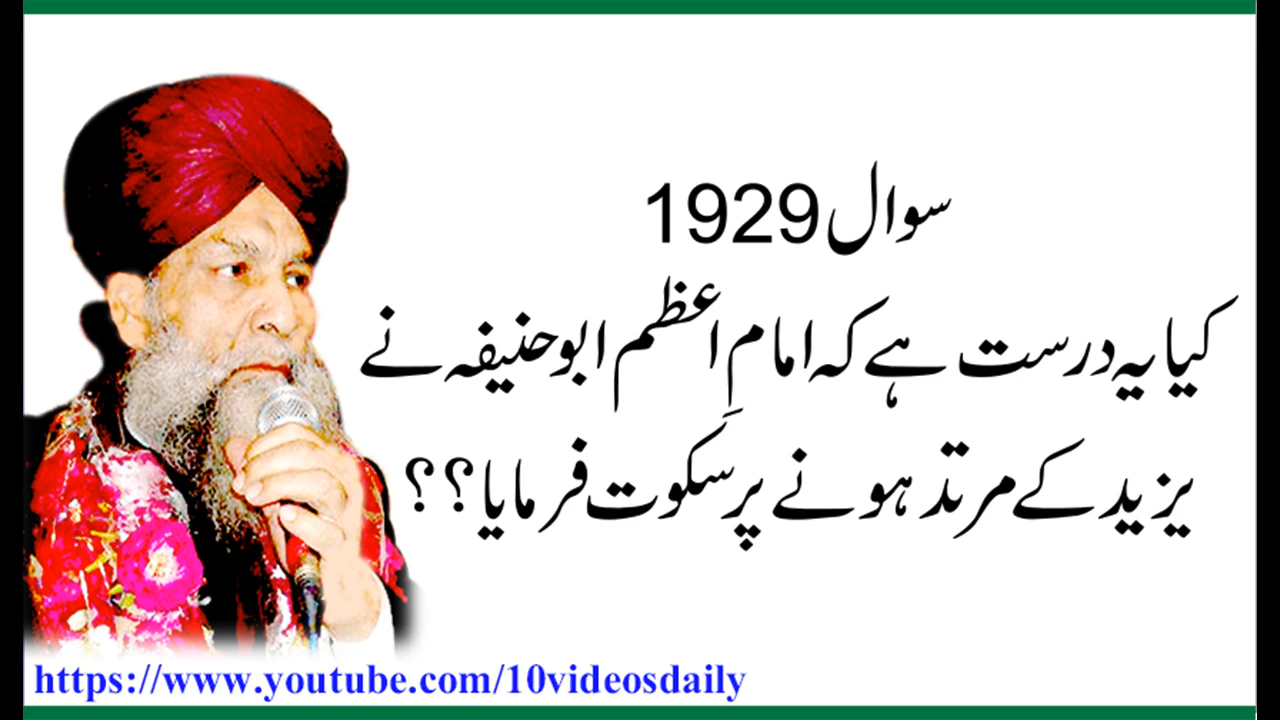 سوال 1929
کیا یہ درست ہے کہ امامِ اعظم ابو حنیفہ نے
یزید کے مرتد ہونے پر سکوت فرمایا؟؟
https://www.youtube.com/10videosdaily